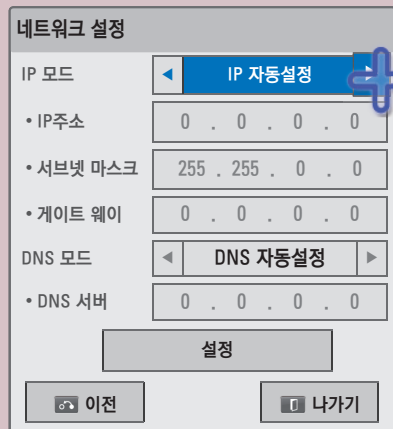 네트워크 설정
IP 모드 ◀ IP 자동설정 ▶
• IP주소 0 . 0 . 0 . 0
• 서브넷 마스크 255 . 255 . 0 . 0
• 게이트 웨이 0 . 0 . 0 . 0
DNS 모드 ◀ DNS 자동설정 ▶
• DNS 서버 0 . 0 . 0 . 0
설정
이전 나가기